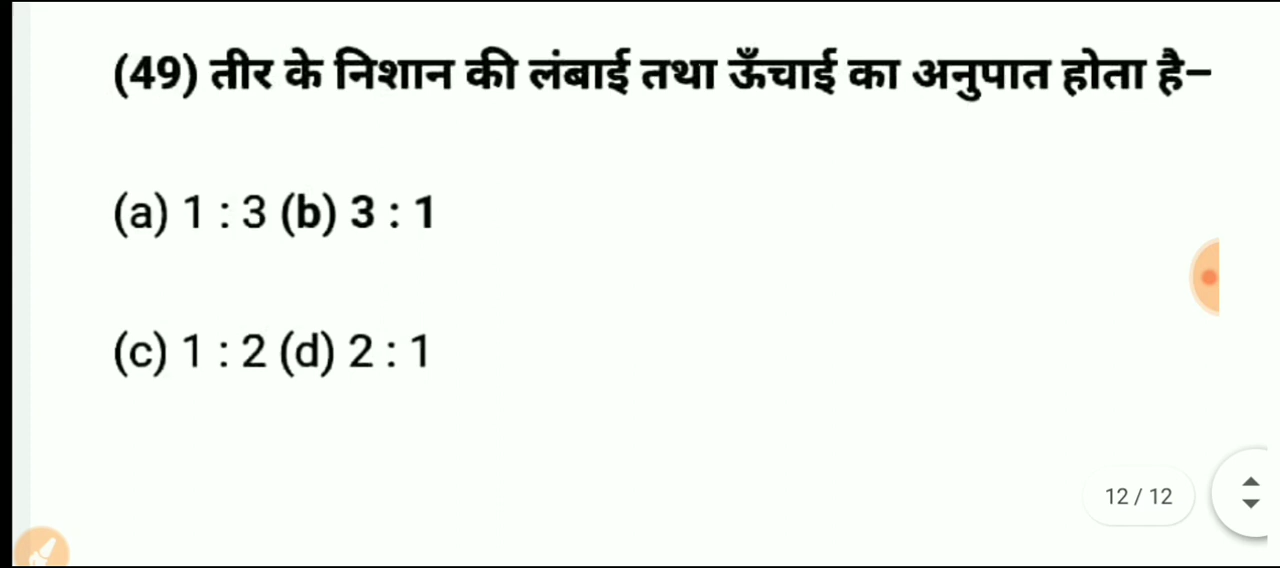 (49) तीर के निशान की लंबाई तथा ऊँचाई का अनुपात होता है–
(a) 1 : 3 (b) 3 : 1
(c) 1 : 2 (d) 2 : 1
12 / 12